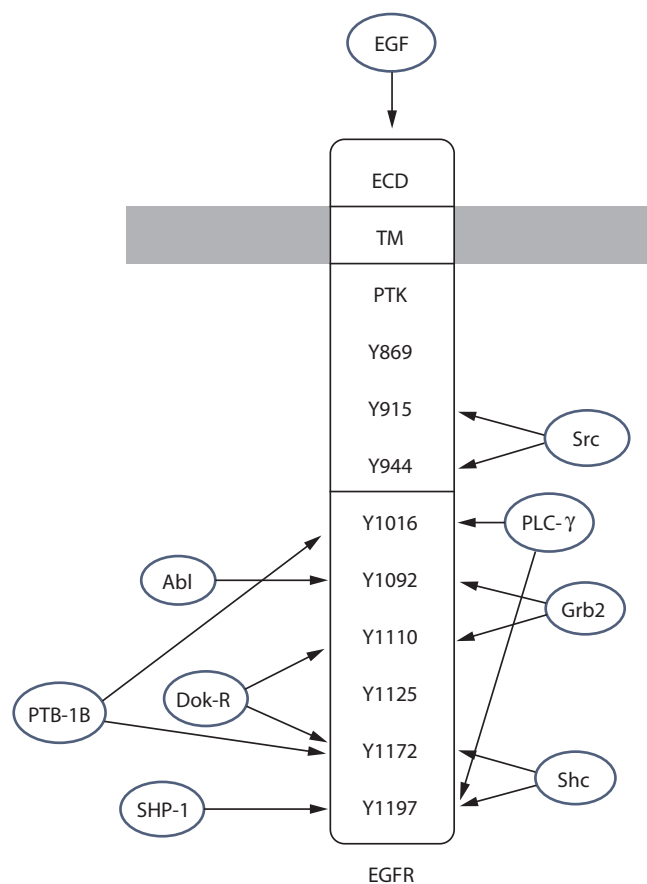 EGF
ECD
TM
PTK
Y869
Y915
Src
Y944
Y1016
PLC-γ
Abl
Y1092
Grb2
Y1110
Dok-R
Y1125
PTB-1B
Y1172
Shc
SHP-1
Y1197
EGFR